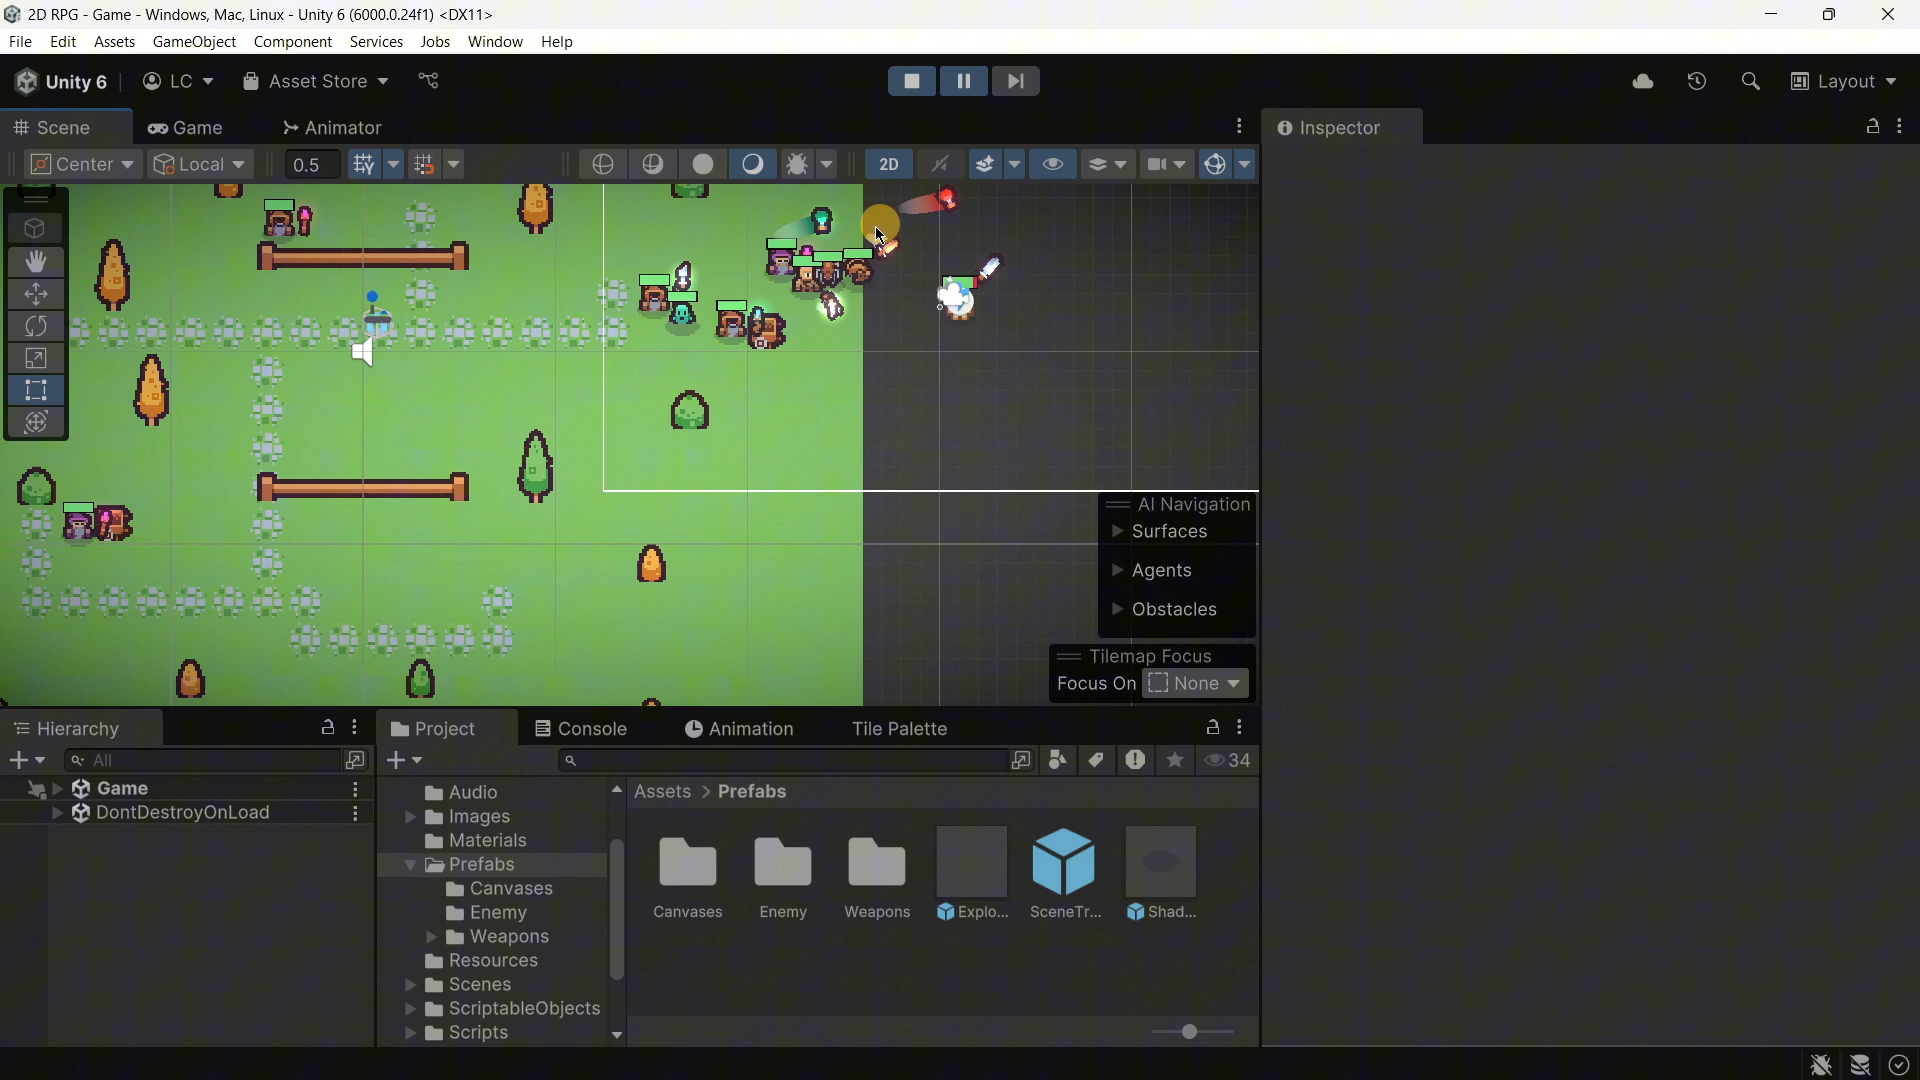 2D RPG - Game - Windows, Mac, Linux - Unity 6 (6000.0.24f1) <DX11>
File Edit Assets GameObject Component Services Jobs Window Help
Unity 6 LC Asset Store Layout
Scene Game Animator Inspector
Center Local 0.5 2D
AI Navigation
Surfaces
Agents
Obstacles
Tilemap Focus
Focus On None
Hierarchy Project Console Animation Tile Palette
All 34
Game
DontDestroyOnLoad
Audio
Images
Materials
Prefabs
Canvases
Enemy
Weapons
Resources
Scenes
ScriptableObjects
Scripts
Assets > Prefabs
Canvases Enemy Weapons Explo... SceneTr... Shad...